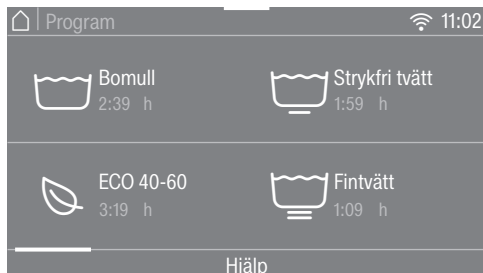 Program 11:02
Bomull
2:39 h
Strykfri tvätt
1:59 h
ECO 40-60
3:19 h
Fintvätt
1:09 h
Hjälp